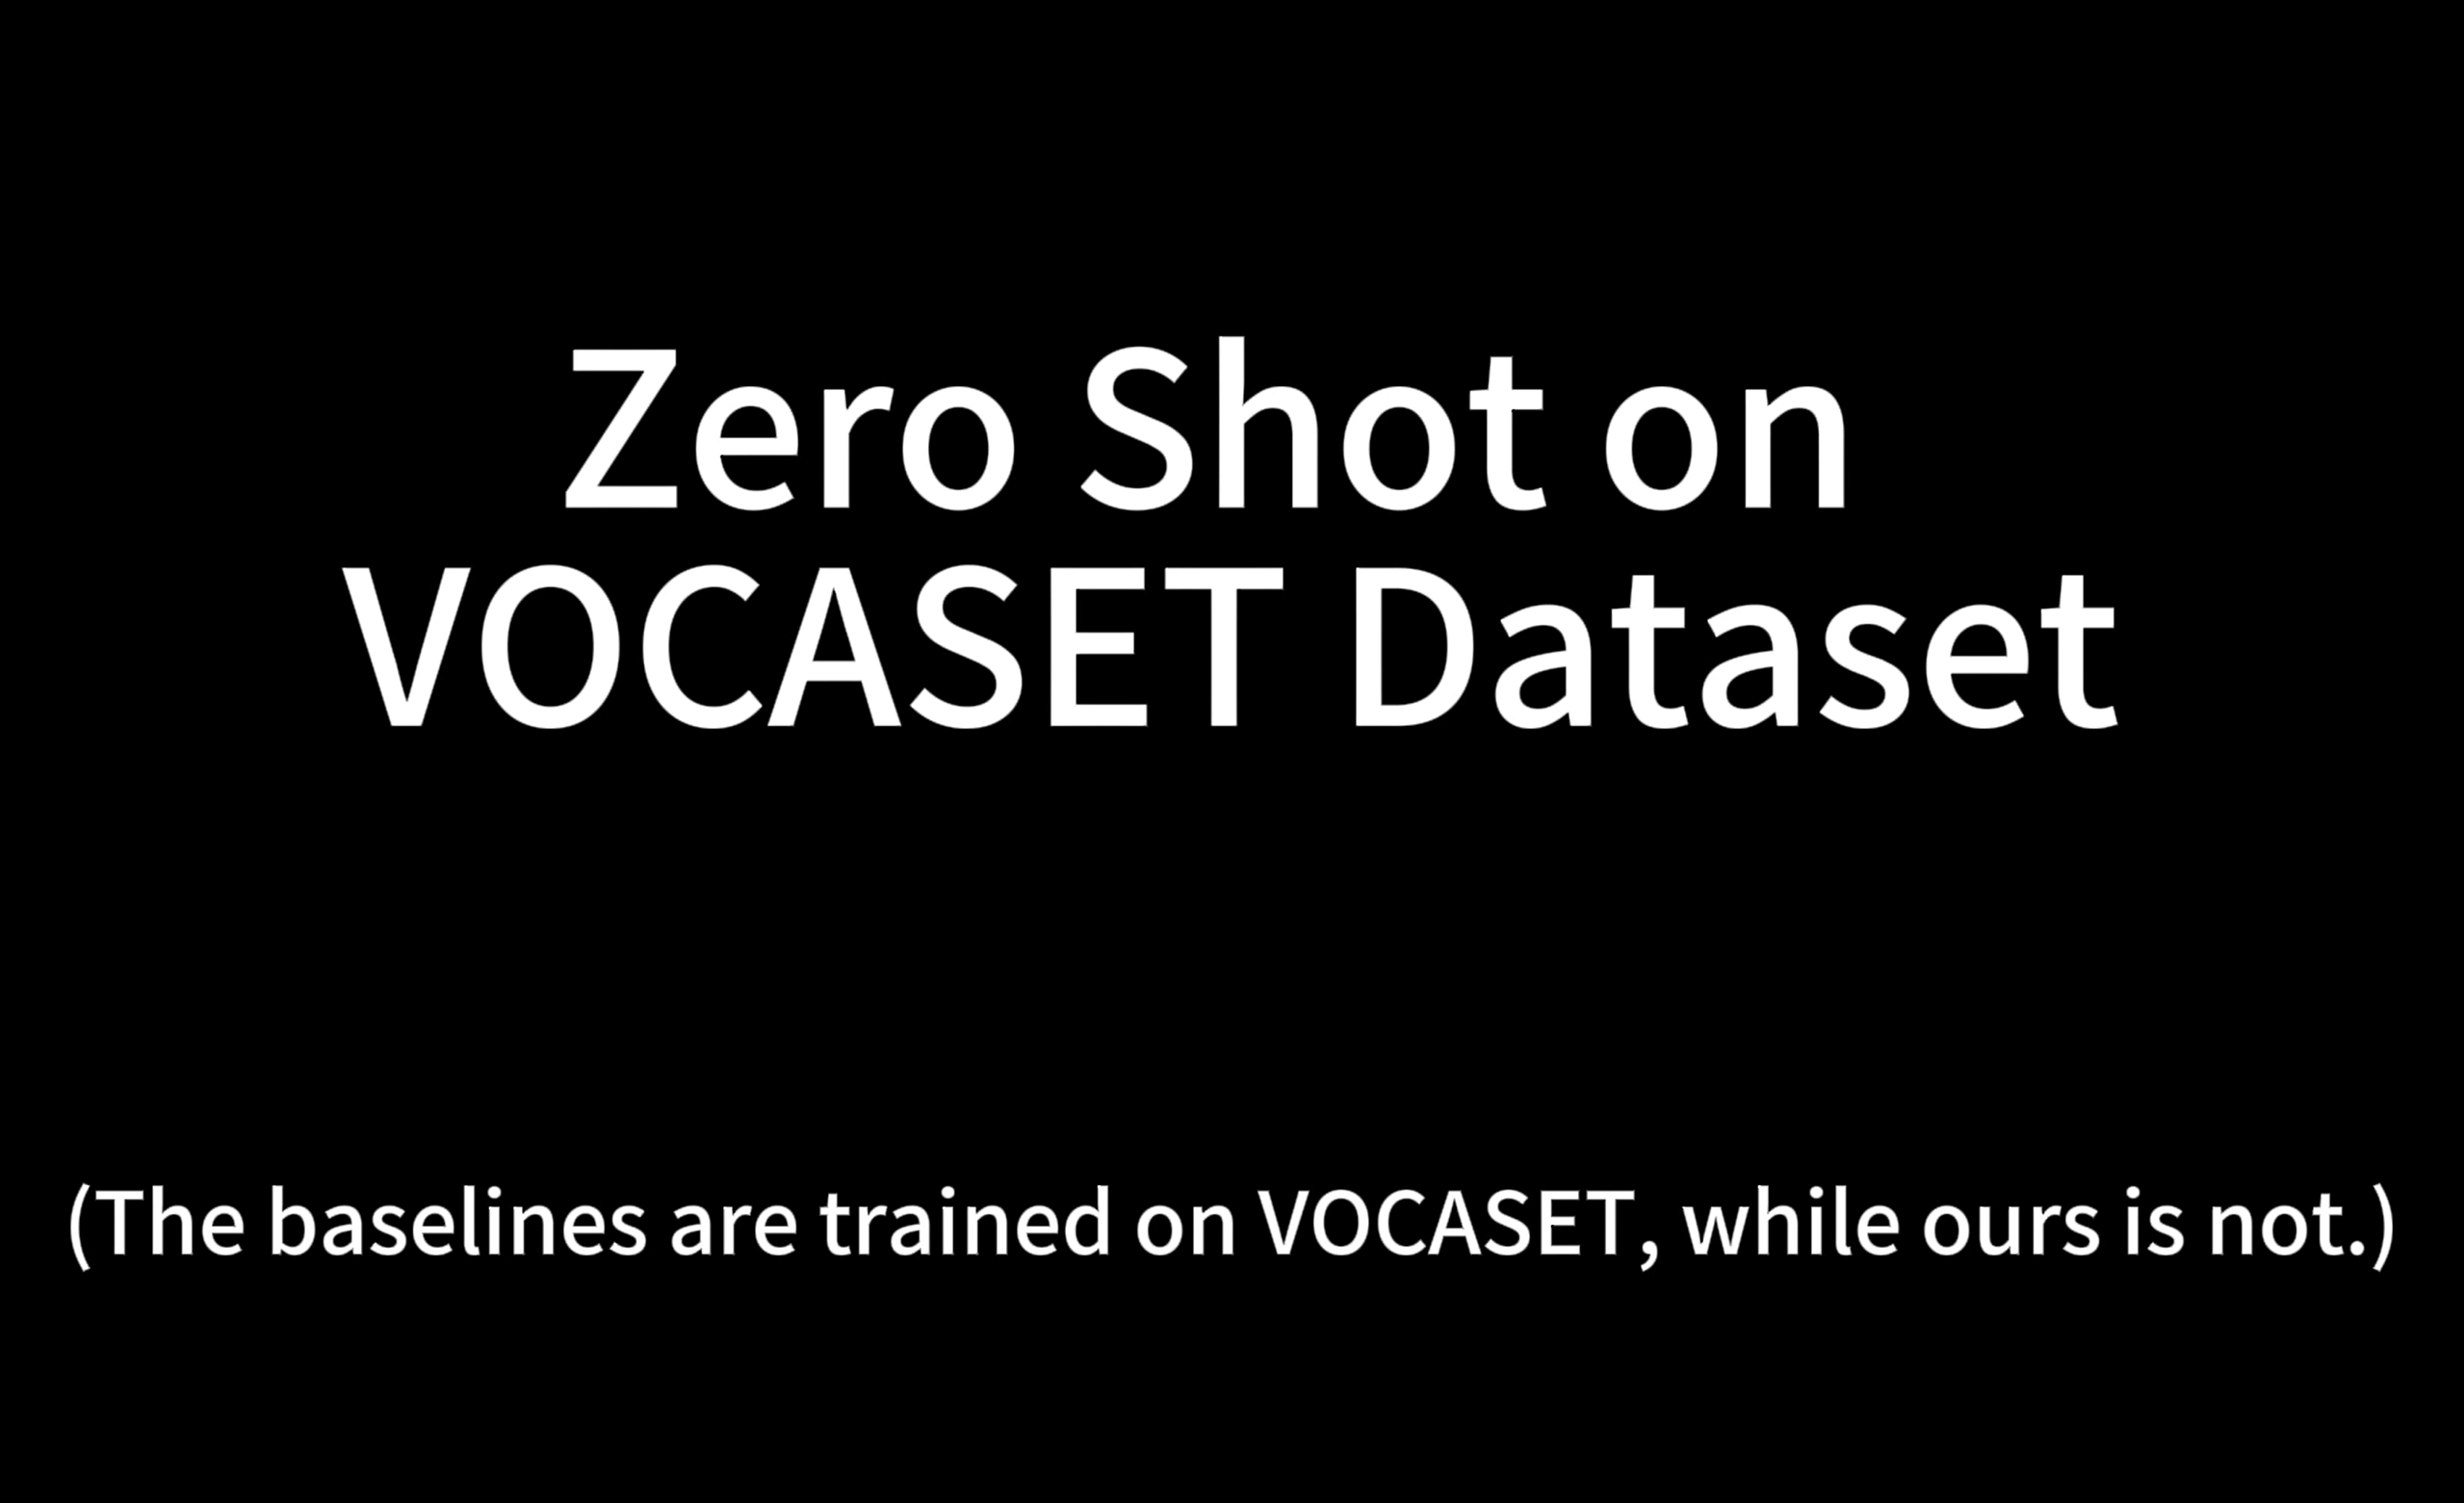 Zero Shot on
VOCASET Dataset
(The baselines are trained on VOCASET, while ours is not.)